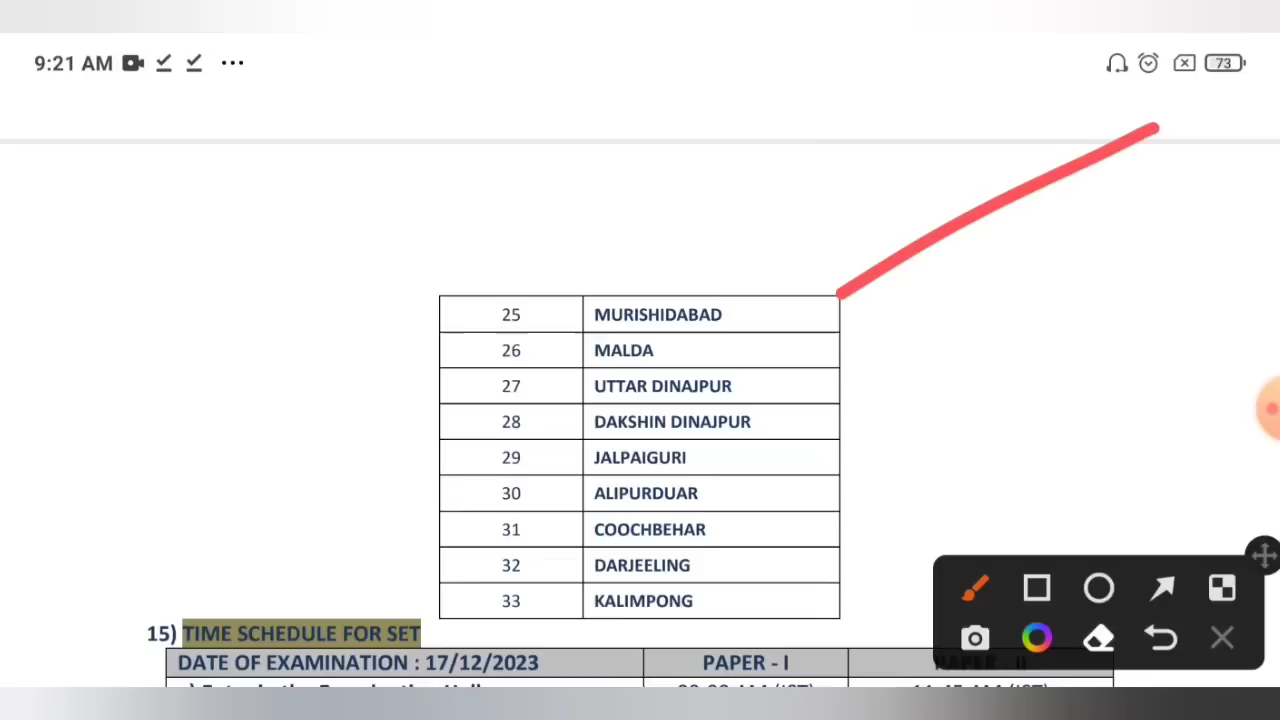 9:21 AM
73
25 MURISHIDABAD
26 MALDA
27 UTTAR DINAJPUR
28 DAKSHIN DINAJPUR
29 JALPAIGURI
30 ALIPURDUAR
31 COOCHBEHAR
32 DARJEELING
33 KALIMPONG
15) TIME SCHEDULE FOR SET
DATE OF EXAMINATION : 17/12/2023 PAPER - I